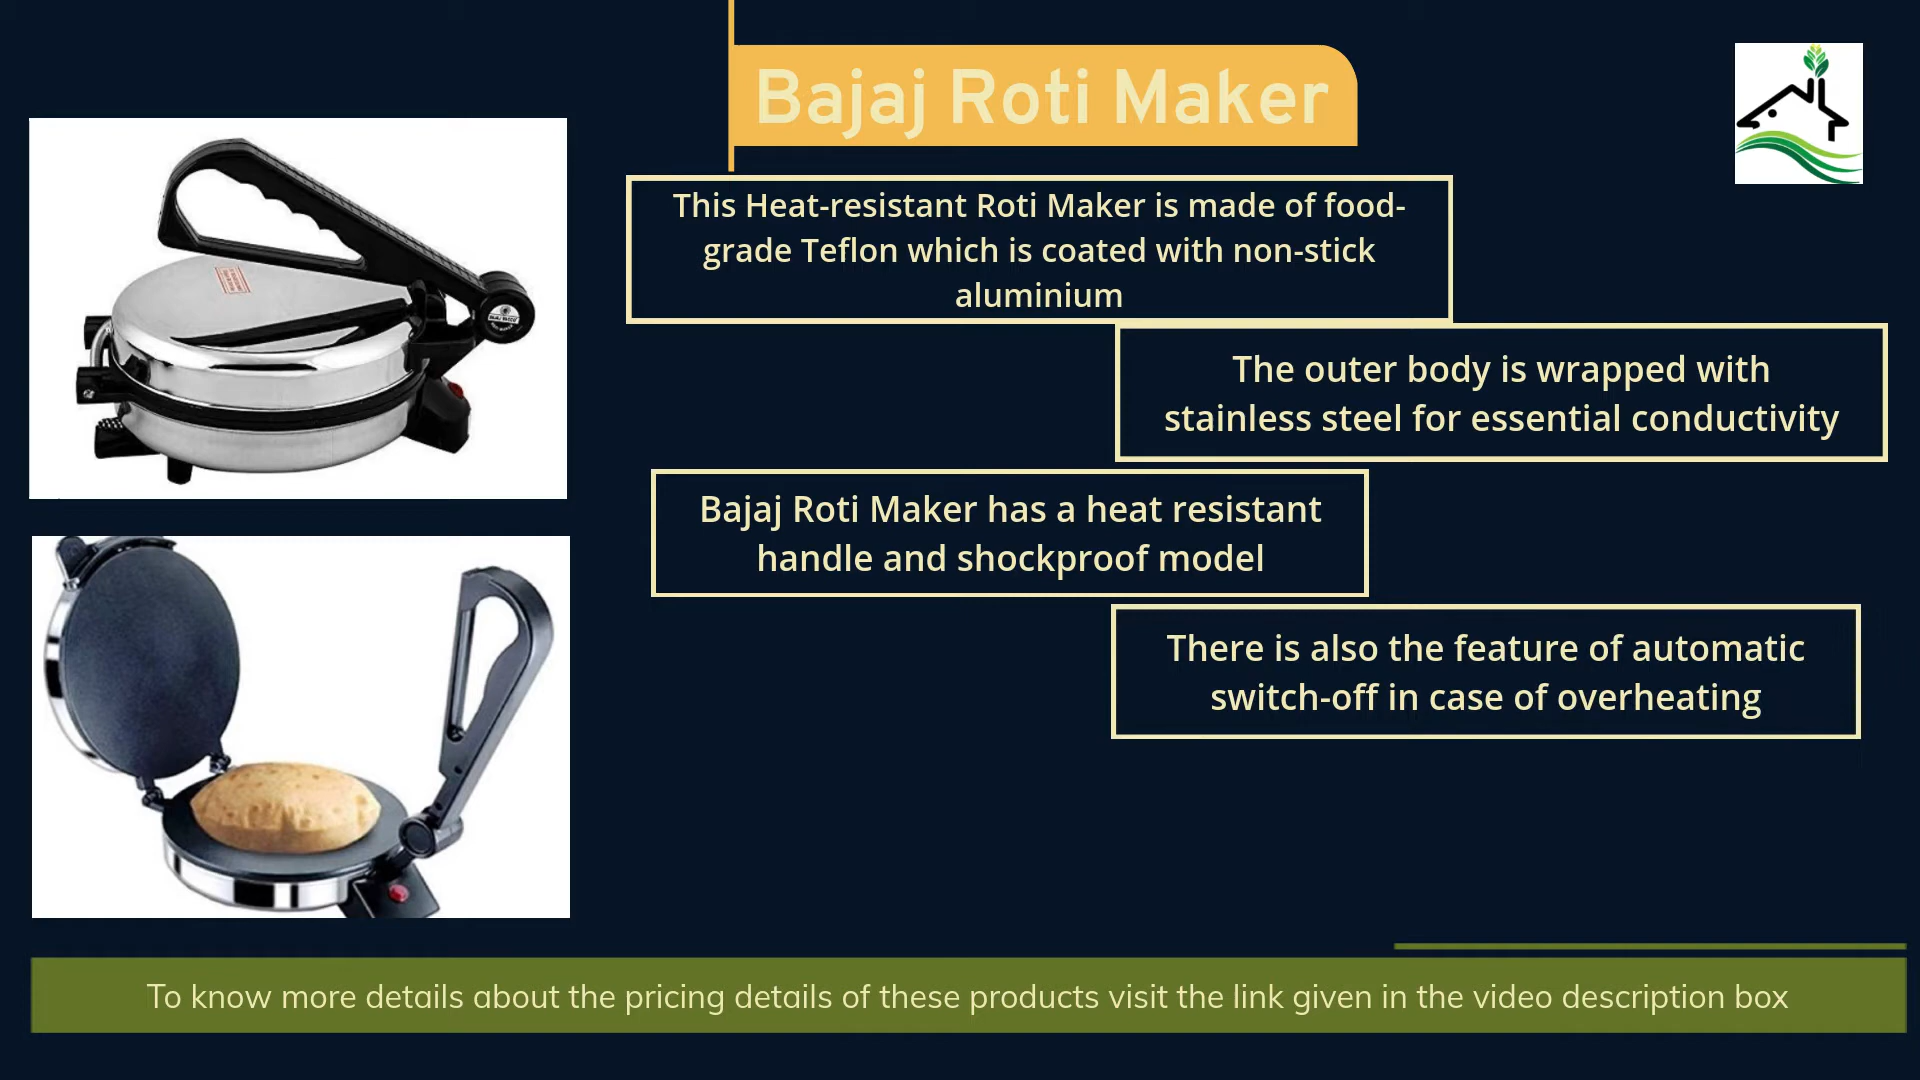 Bajaj Roti Maker
This Heat-resistant Roti Maker is made of food-
grade Teflon which is coated with non-stick
aluminium
The outer body is wrapped with
stainless steel for essential conductivity
Bajaj Roti Maker has a heat resistant
handle and shockproof model
There is also the feature of automatic
switch-off in case of overheating
To know more details about the pricing details of these products visit the link given in the video description box